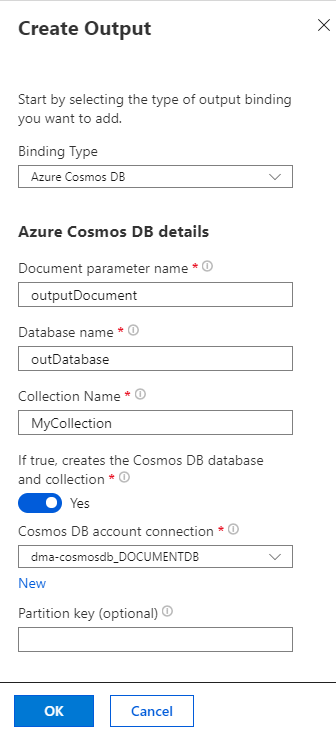 Create Output
Start by selecting the type of output binding
you want to add.
Binding Type
Azure Cosmos DB
Azure Cosmos DB details
Document parameter name *
outputDocument
Database name *
outDatabase
Collection Name *
MyCollection
If true, creates the Cosmos DB database
and collection *
Yes
Cosmos DB account connection *
dma-cosmosdb_DOCUMENTDB
New
Partition key (optional)
OK
Cancel